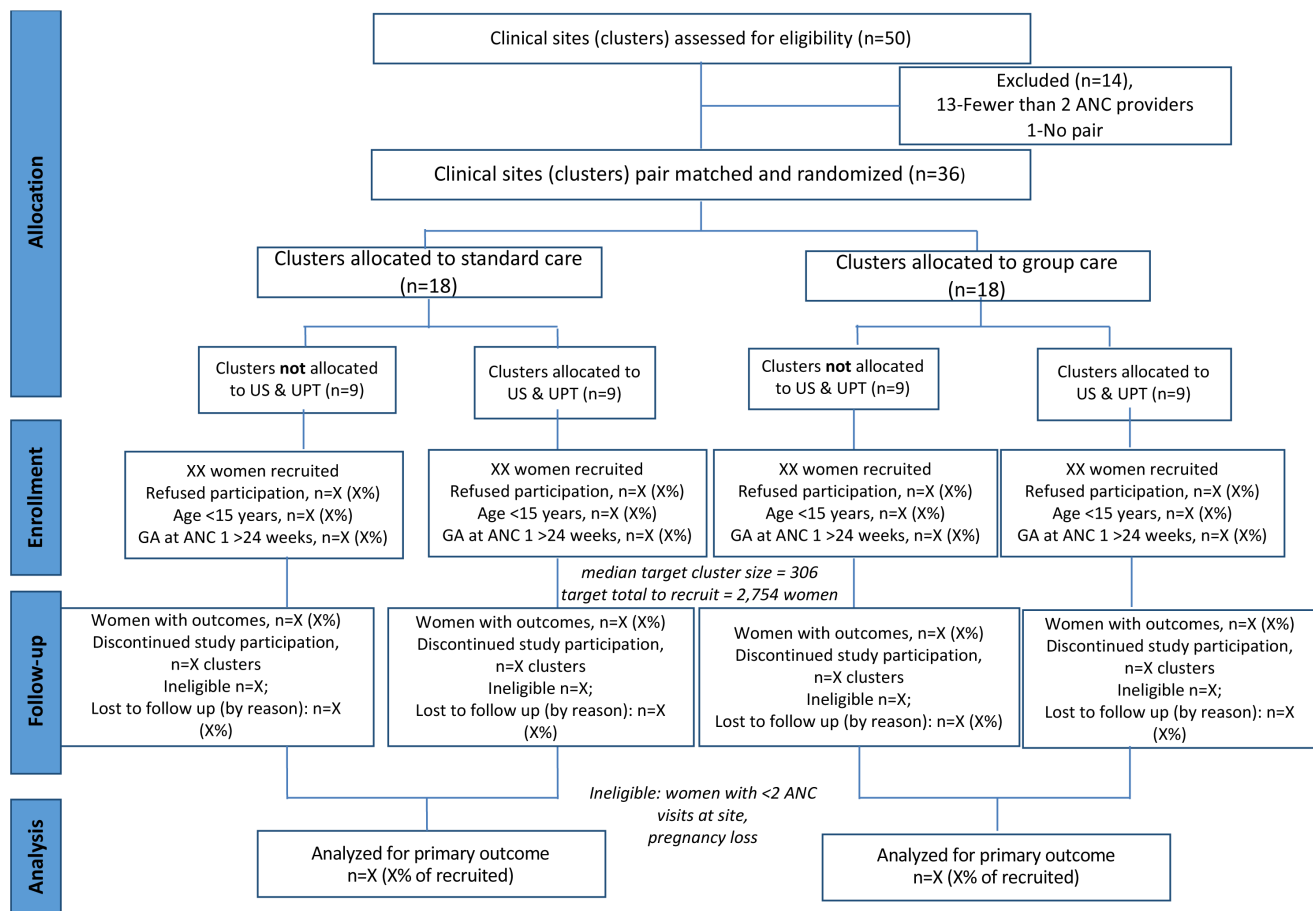 Allocation
Clinical sites (clusters) assessed for eligibility (n=50)
Excluded (n=14),
13-Fewer than 2 ANC providers
1-No pair
Clinical sites (clusters) pair matched and randomized (n=36)
Clusters allocated to standard care
(n=18)
Clusters allocated to group care
(n=18)
Clusters not allocated
to US & UPT (n=9)
Clusters allocated to
US & UPT (n=9)
Clusters not allocated
to US & UPT (n=9)
Clusters allocated to
US & UPT (n=9)
Enrollment
XX women recruited
Refused participation, n=X (X%)
Age <15 years, n=X (X%)
GA at ANC 1 >24 weeks, n=X (X%)
XX women recruited
Refused participation, n=X (X%)
Age <15 years, n=X (X%)
GA at ANC 1 >24 weeks, n=X (X%)
XX women recruited
Refused participation, n=X (X%)
Age <15 years, n=X (X%)
GA at ANC 1 >24 weeks, n=X (X%)
XX women recruited
Refused participation, n=X (X%)
Age <15 years, n=X (X%)
GA at ANC 1 >24 weeks, n=X (X%)
median target cluster size = 306
target total to recruit = 2,754 women
Follow-up
Women with outcomes, n=X (X%)
Discontinued study participation,
n=X clusters
Ineligible n=X;
Lost to follow up (by reason): n=X
(X%)
Women with outcomes, n=X (X%)
Discontinued study participation,
n=X clusters
Ineligible n=X;
Lost to follow up (by reason): n=X
(X%)
Women with outcomes, n=X (X%)
Discontinued study participation,
n=X clusters
Ineligible n=X;
Lost to follow up (by reason): n=X (X%)
Women with outcomes, n=X (X%)
Discontinued study participation,
n=X clusters
Ineligible n=X;
Lost to follow up (by reason): n=X
(X%)
Ineligible: women with <2 ANC
visits at site,
pregnancy loss
Analysis
Analyzed for primary outcome
n=X (X% of recruited)
Analyzed for primary outcome
n=X (X% of recruited)